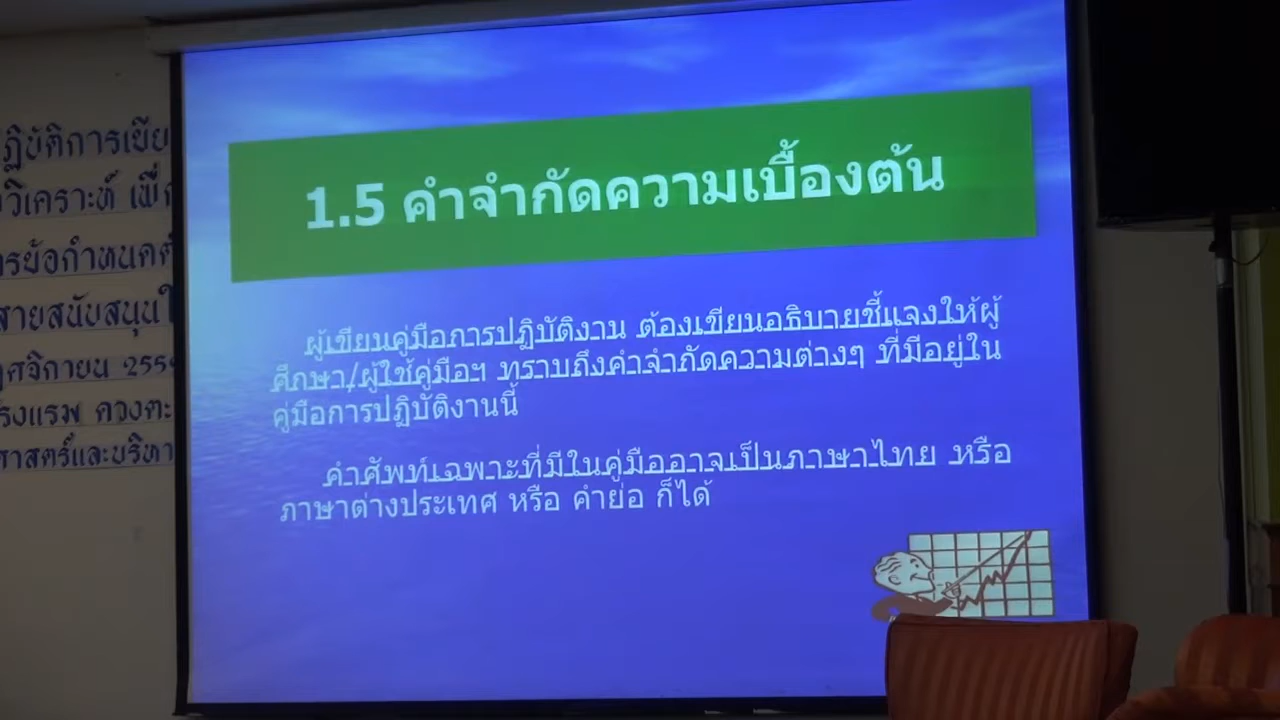 1.5 คำจำกัดความเบื้องต้น
ผู้เขียนคู่มือการปฏิบัติงาน ต้องเขียนอธิบายชี้แจงให้ผู้
ศึกษา/ผู้ใช้คู่มือฯ ทราบถึงคำจำกัดความต่างๆ ที่มีอยู่ใน
คู่มือการปฏิบัติงานนี้
คำศัพท์เฉพาะที่มีในคู่มืออาจเป็นภาษาไทย หรือ
ภาษาต่างประเทศ หรือ คำย่อ ก็ได้
ฏิบัติการเขีย
วิเคราะห์ เพื่
รข้อกำหนดต
สายสนับสนุน
ฤศจิกายน 255
รงแรม ดวงตะ
าสตร์และบริหา